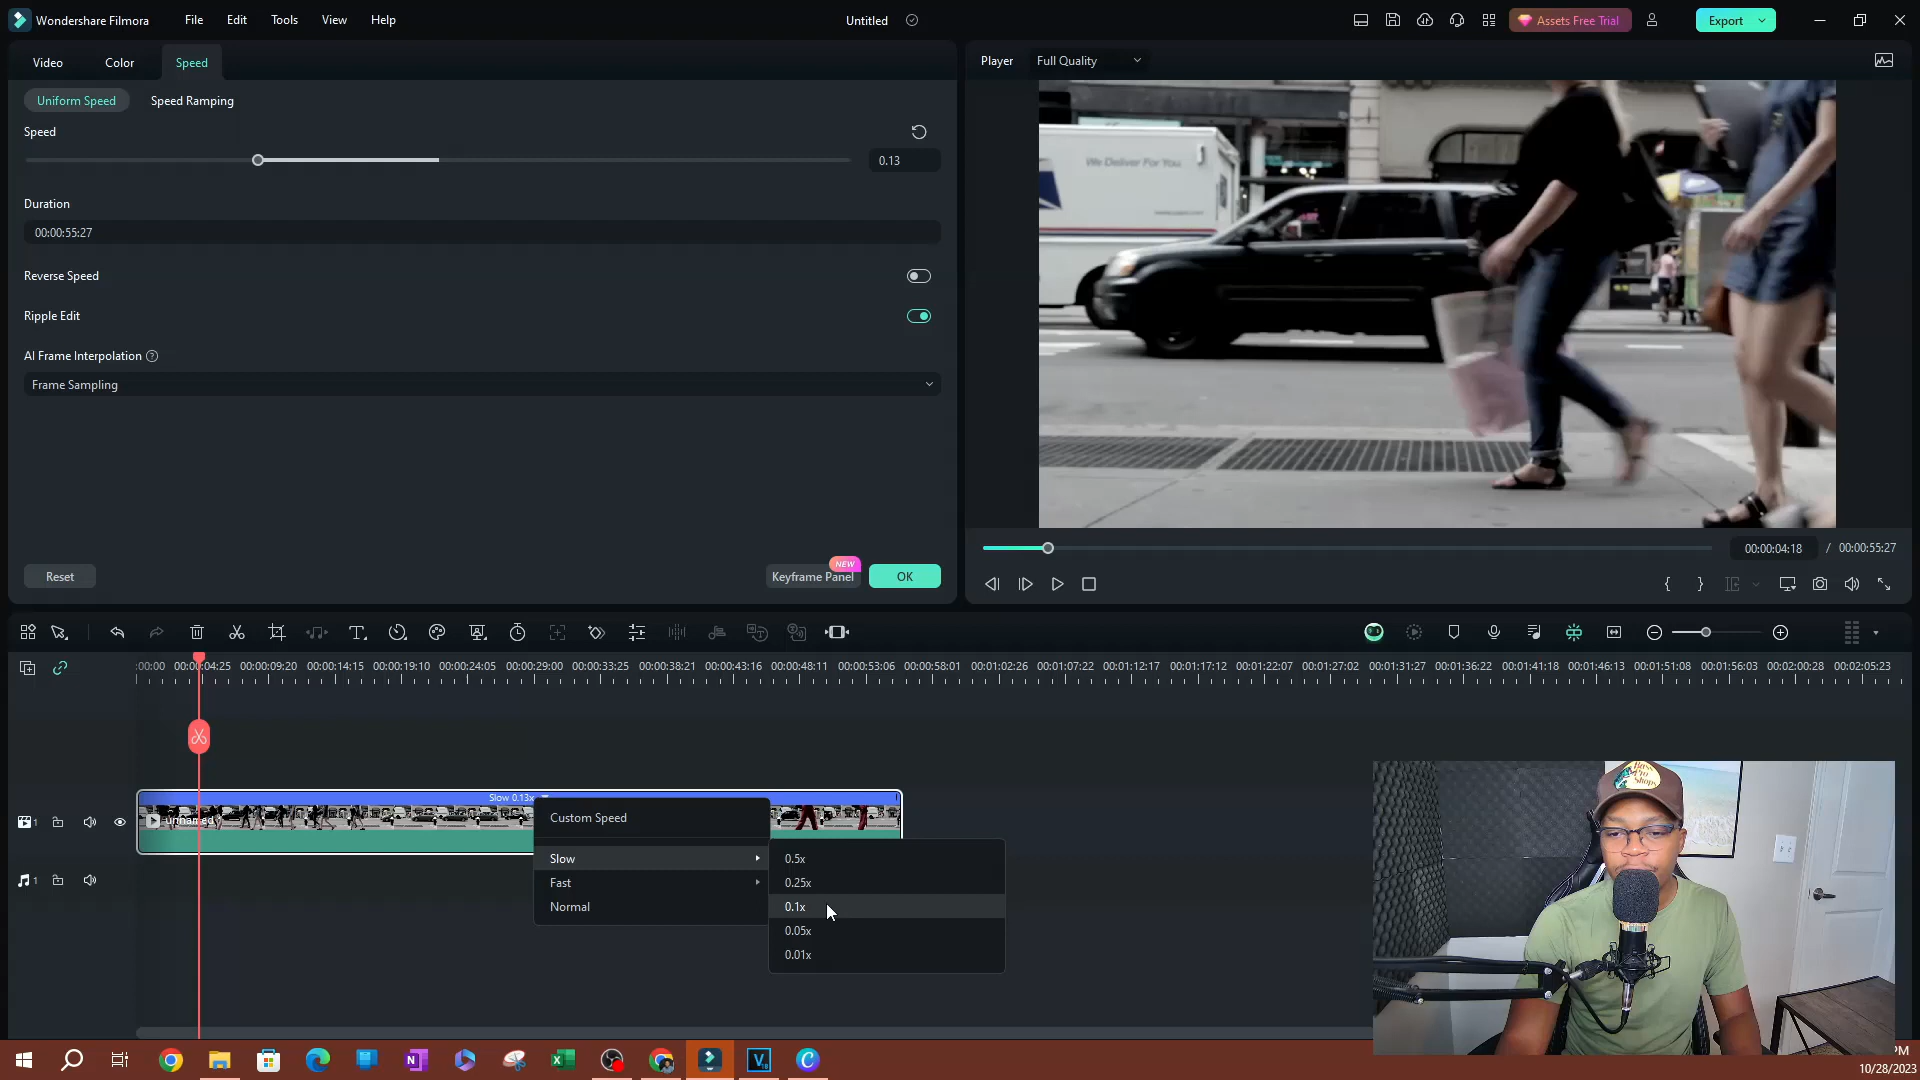 Wondershare Filmora File Edit Tools View Help Untitled Assets Free Trial Export
Video Color Speed
Uniform Speed Speed Ramping
Speed
0.13
Duration
00:00:55:27
Reverse Speed
Ripple Edit
AI Frame Interpolation ?
Frame Sampling
Reset NEW Keyframe Panel OK
Player Full Quality
We Deliver For You
00:00:04:18 / 00:00:55:27
:00:00 00:00:04:25 00:00:09:20 00:00:14:15 00:00:19:10 00:00:24:05 00:00:29:00 00:00:33:25 00:00:38:21 00:00:43:16 00:00:48:11 00:00:53:06 00:00:58:01 00:01:02:26 00:01:07:22 00:01:12:17 00:01:17:12 00:01:22:07 00:01:27:02 00:01:31:27 00:01:36:22 00:01:41:18 00:01:46:13 00:01:51:08 00:01:56:03 00:02:00:28 00:02:05:23
Slow 0.13x
1 unnamed
1
Custom Speed
Slow
Fast
Normal
0.5x
0.25x
0.1x
0.05x
0.01x
Bass Pro Shops
PM
10/28/2023